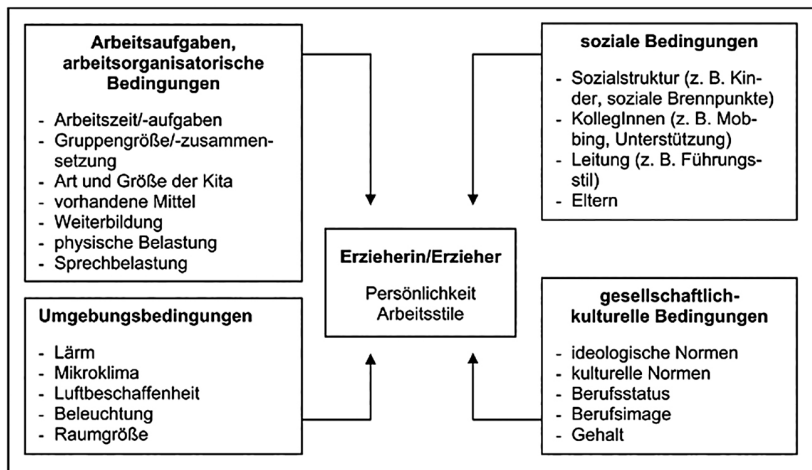 Arbeitsaufgaben,
arbeitsorganisatorische
Bedingungen
- Arbeitszeit/-aufgaben
- Gruppengröße/-zusammen-
setzung
- Art und Größe der Kita
- vorhandene Mittel
- Weiterbildung
- physische Belastung
- Sprechbelastung
soziale Bedingungen
- Sozialstruktur (z. B. Kin-
der, soziale Brennpunkte)
- KollegInnen (z. B. Mob-
bing, Unterstützung)
- Leitung (z. B. Führungs-
stil)
- Eltern
Erzieherin/Erzieher
Persönlichkeit
Arbeitsstile
Umgebungsbedingungen
- Lärm
- Mikroklima
- Luftbeschaffenheit
- Beleuchtung
- Raumgröße
gesellschaftlich-
kulturelle Bedingungen
- ideologische Normen
- kulturelle Normen
- Berufsstatus
- Berufsimage
- Gehalt